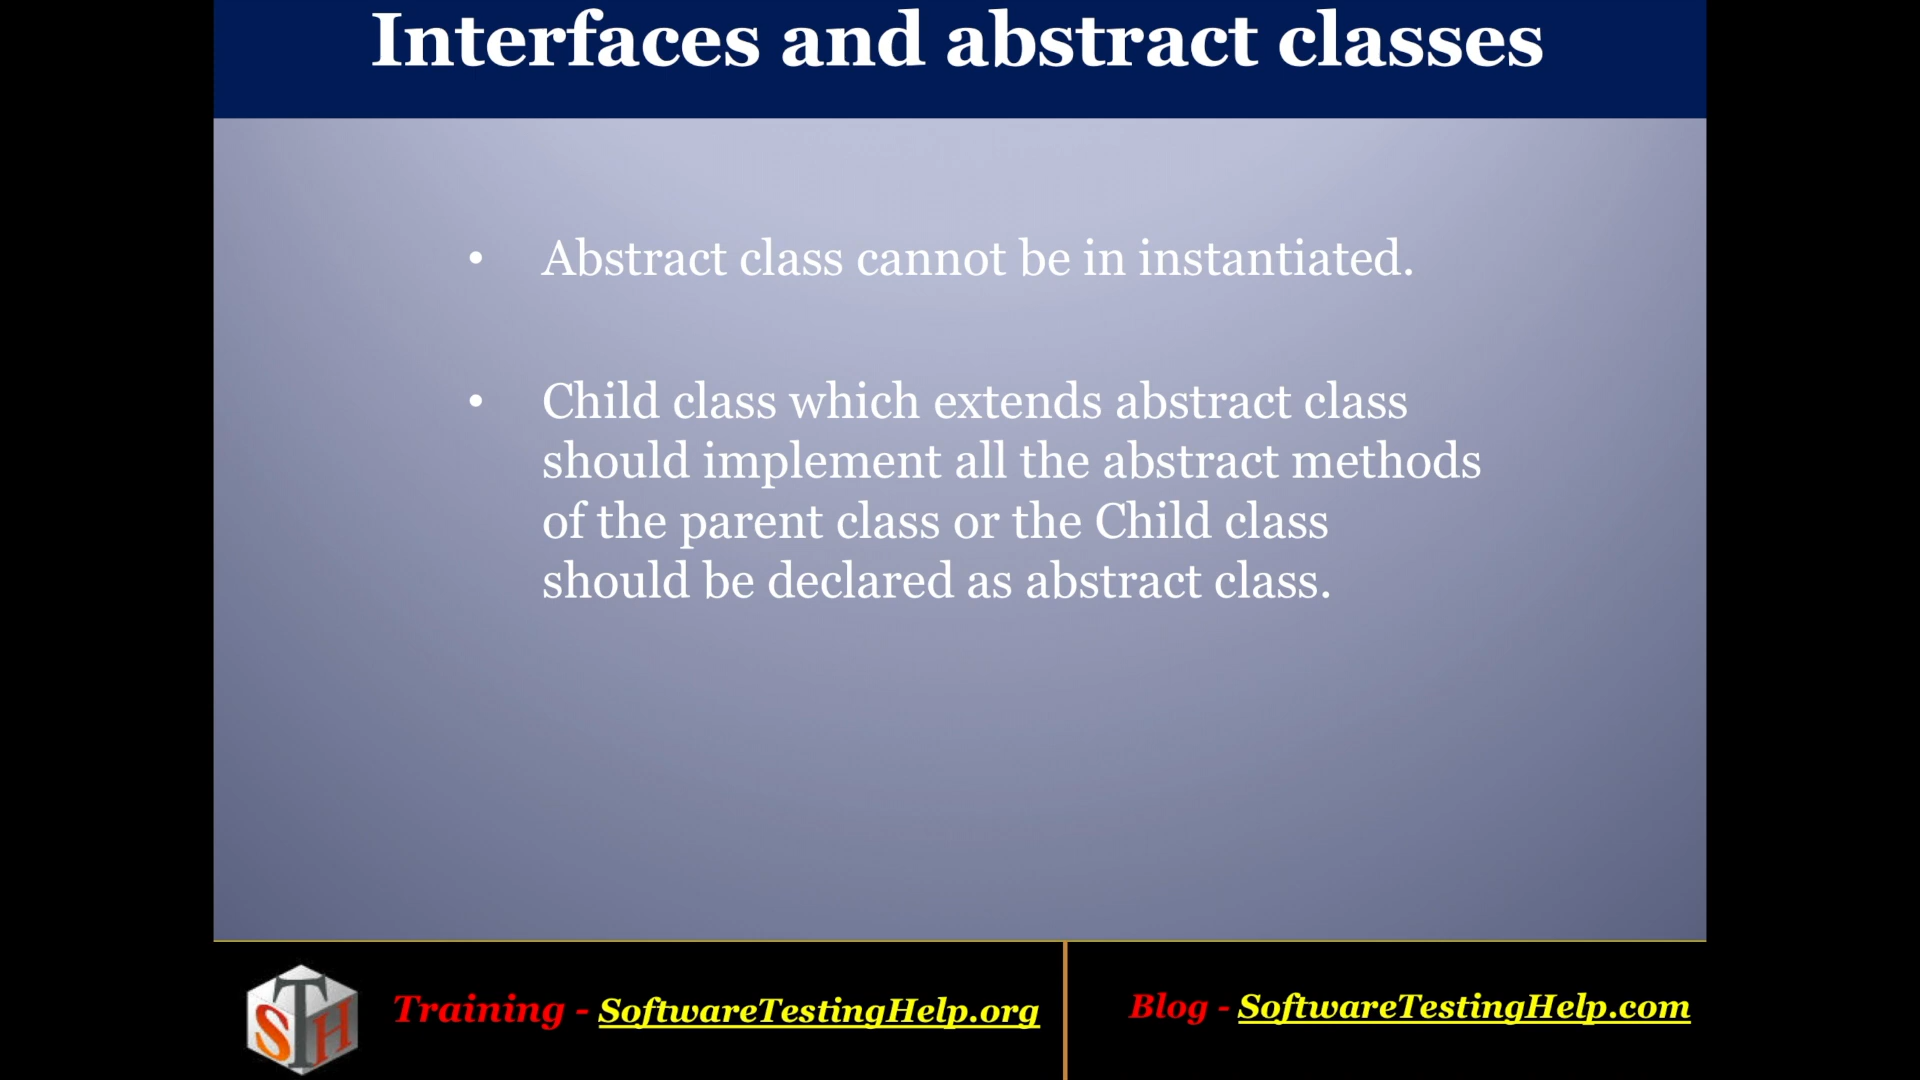 Interfaces and abstract classes
• Abstract class cannot be in instantiated.
• Child class which extends abstract class
should implement all the abstract methods
of the parent class or the Child class
should be declared as abstract class.
STH
Training - SoftwareTestingHelp.org
Blog - SoftwareTestingHelp.com